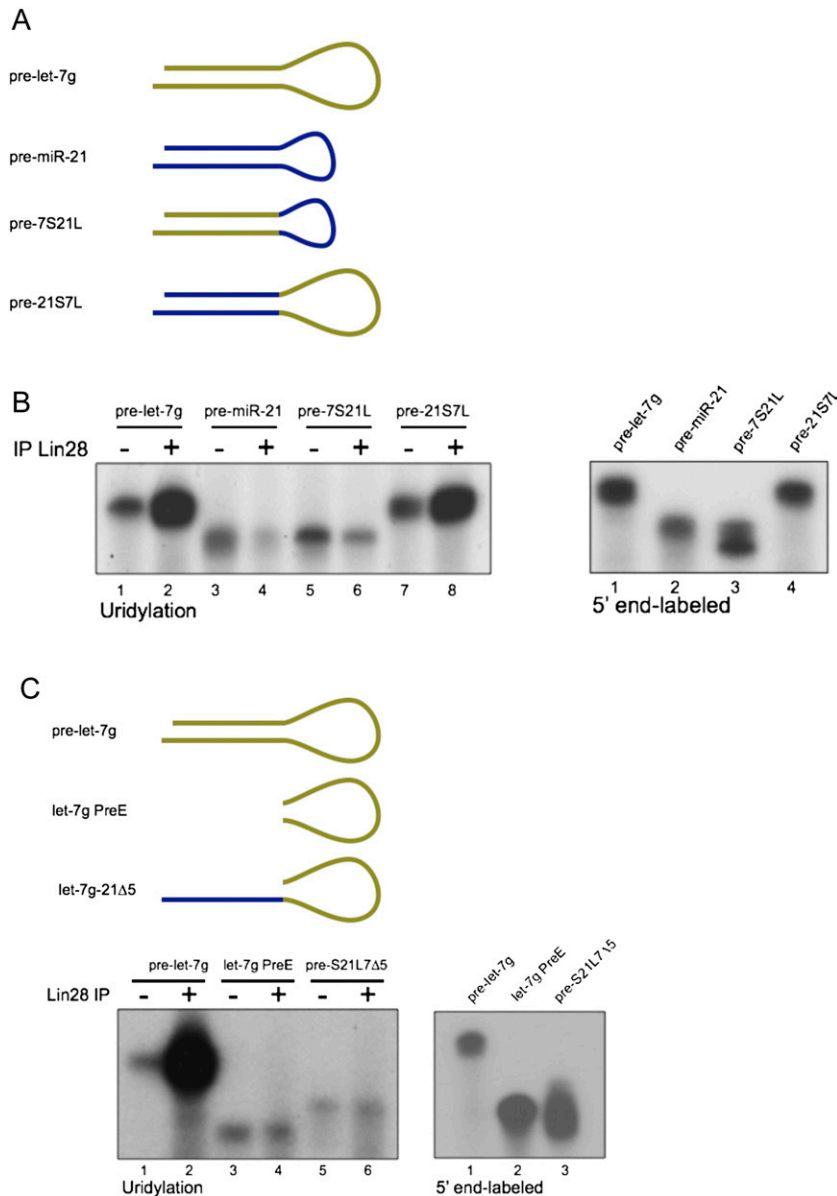 A
pre-let-7g
pre-miR-21
pre-7S21L
pre-21S7L
B
pre-let-7g pre-miR-21 pre-7S21L pre-21S7L
IP Lin28 - + - + - + - +
1 2 3 4 5 6 7 8
Uridylation
pre-let-7g pre-miR-21 pre-7S21L pre-21S7L
1 2 3 4
5' end-labeled
C
pre-let-7g
let-7g PreE
let-7g-21Δ5
pre-let-7g let-7g PreE pre-S21L7Δ5
Lin28 IP - + - + - +
1 2 3 4 5 6
Uridylation
pre-let-7g let-7g PreE pre-S21L7Δ5
1 2 3
5' end-labeled